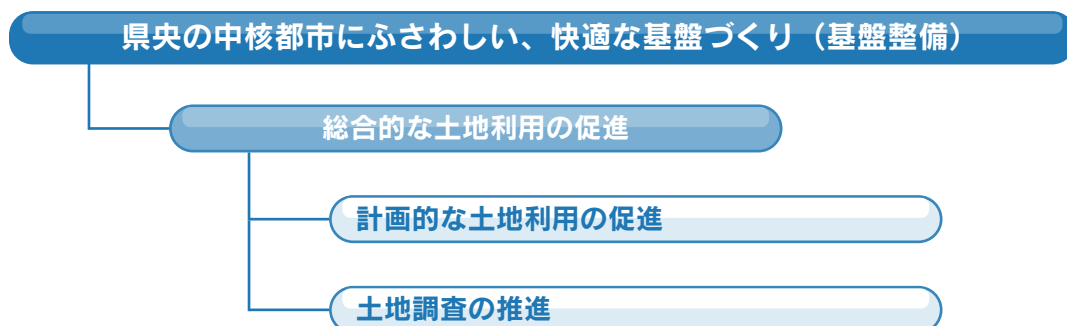 県央の中核都市にふさわしい、快適な基盤づくり（基盤整備）
総合的な土地利用の促進
計画的な土地利用の促進
土地調査の推進